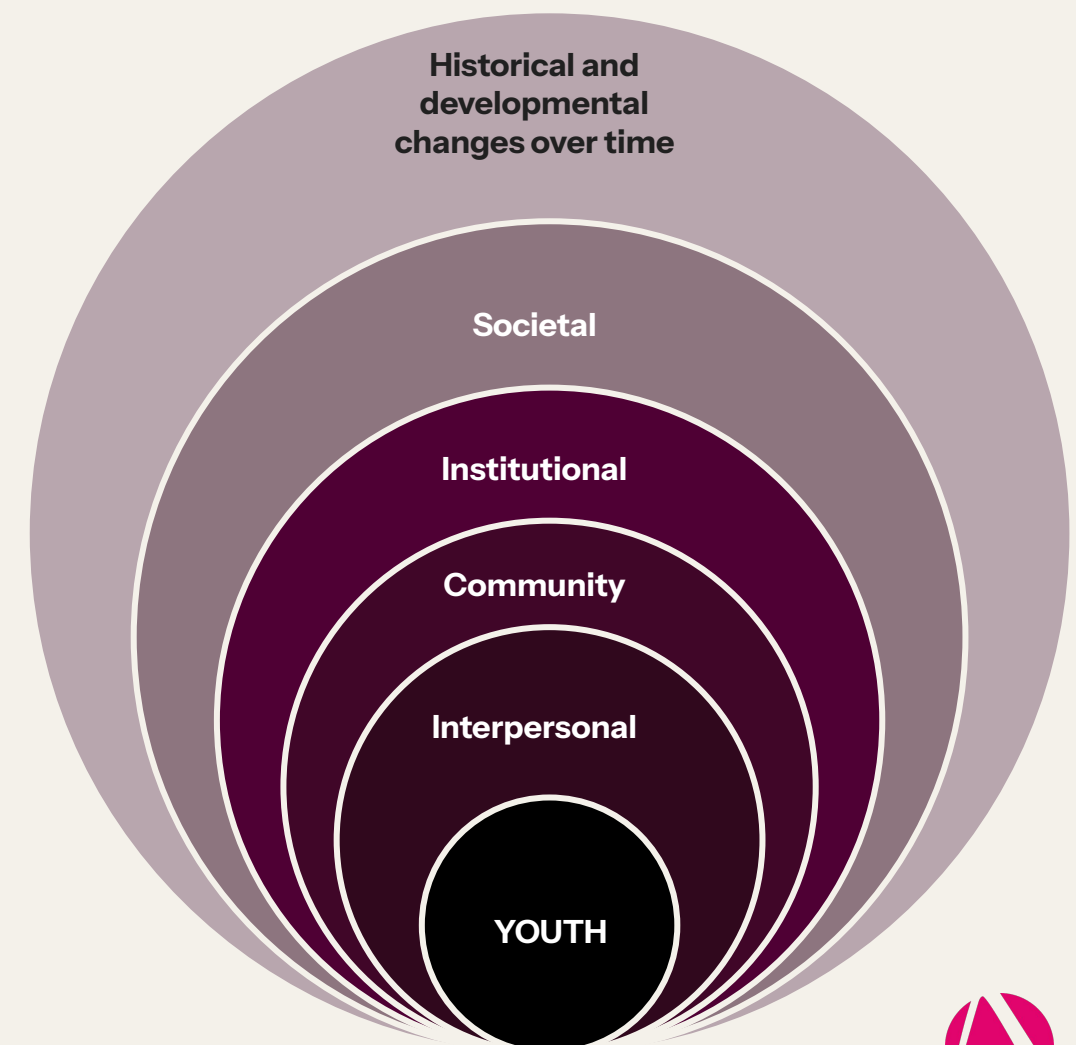 Historical and
developmental
changes over time
Societal
Institutional
Community
Interpersonal
YOUTH